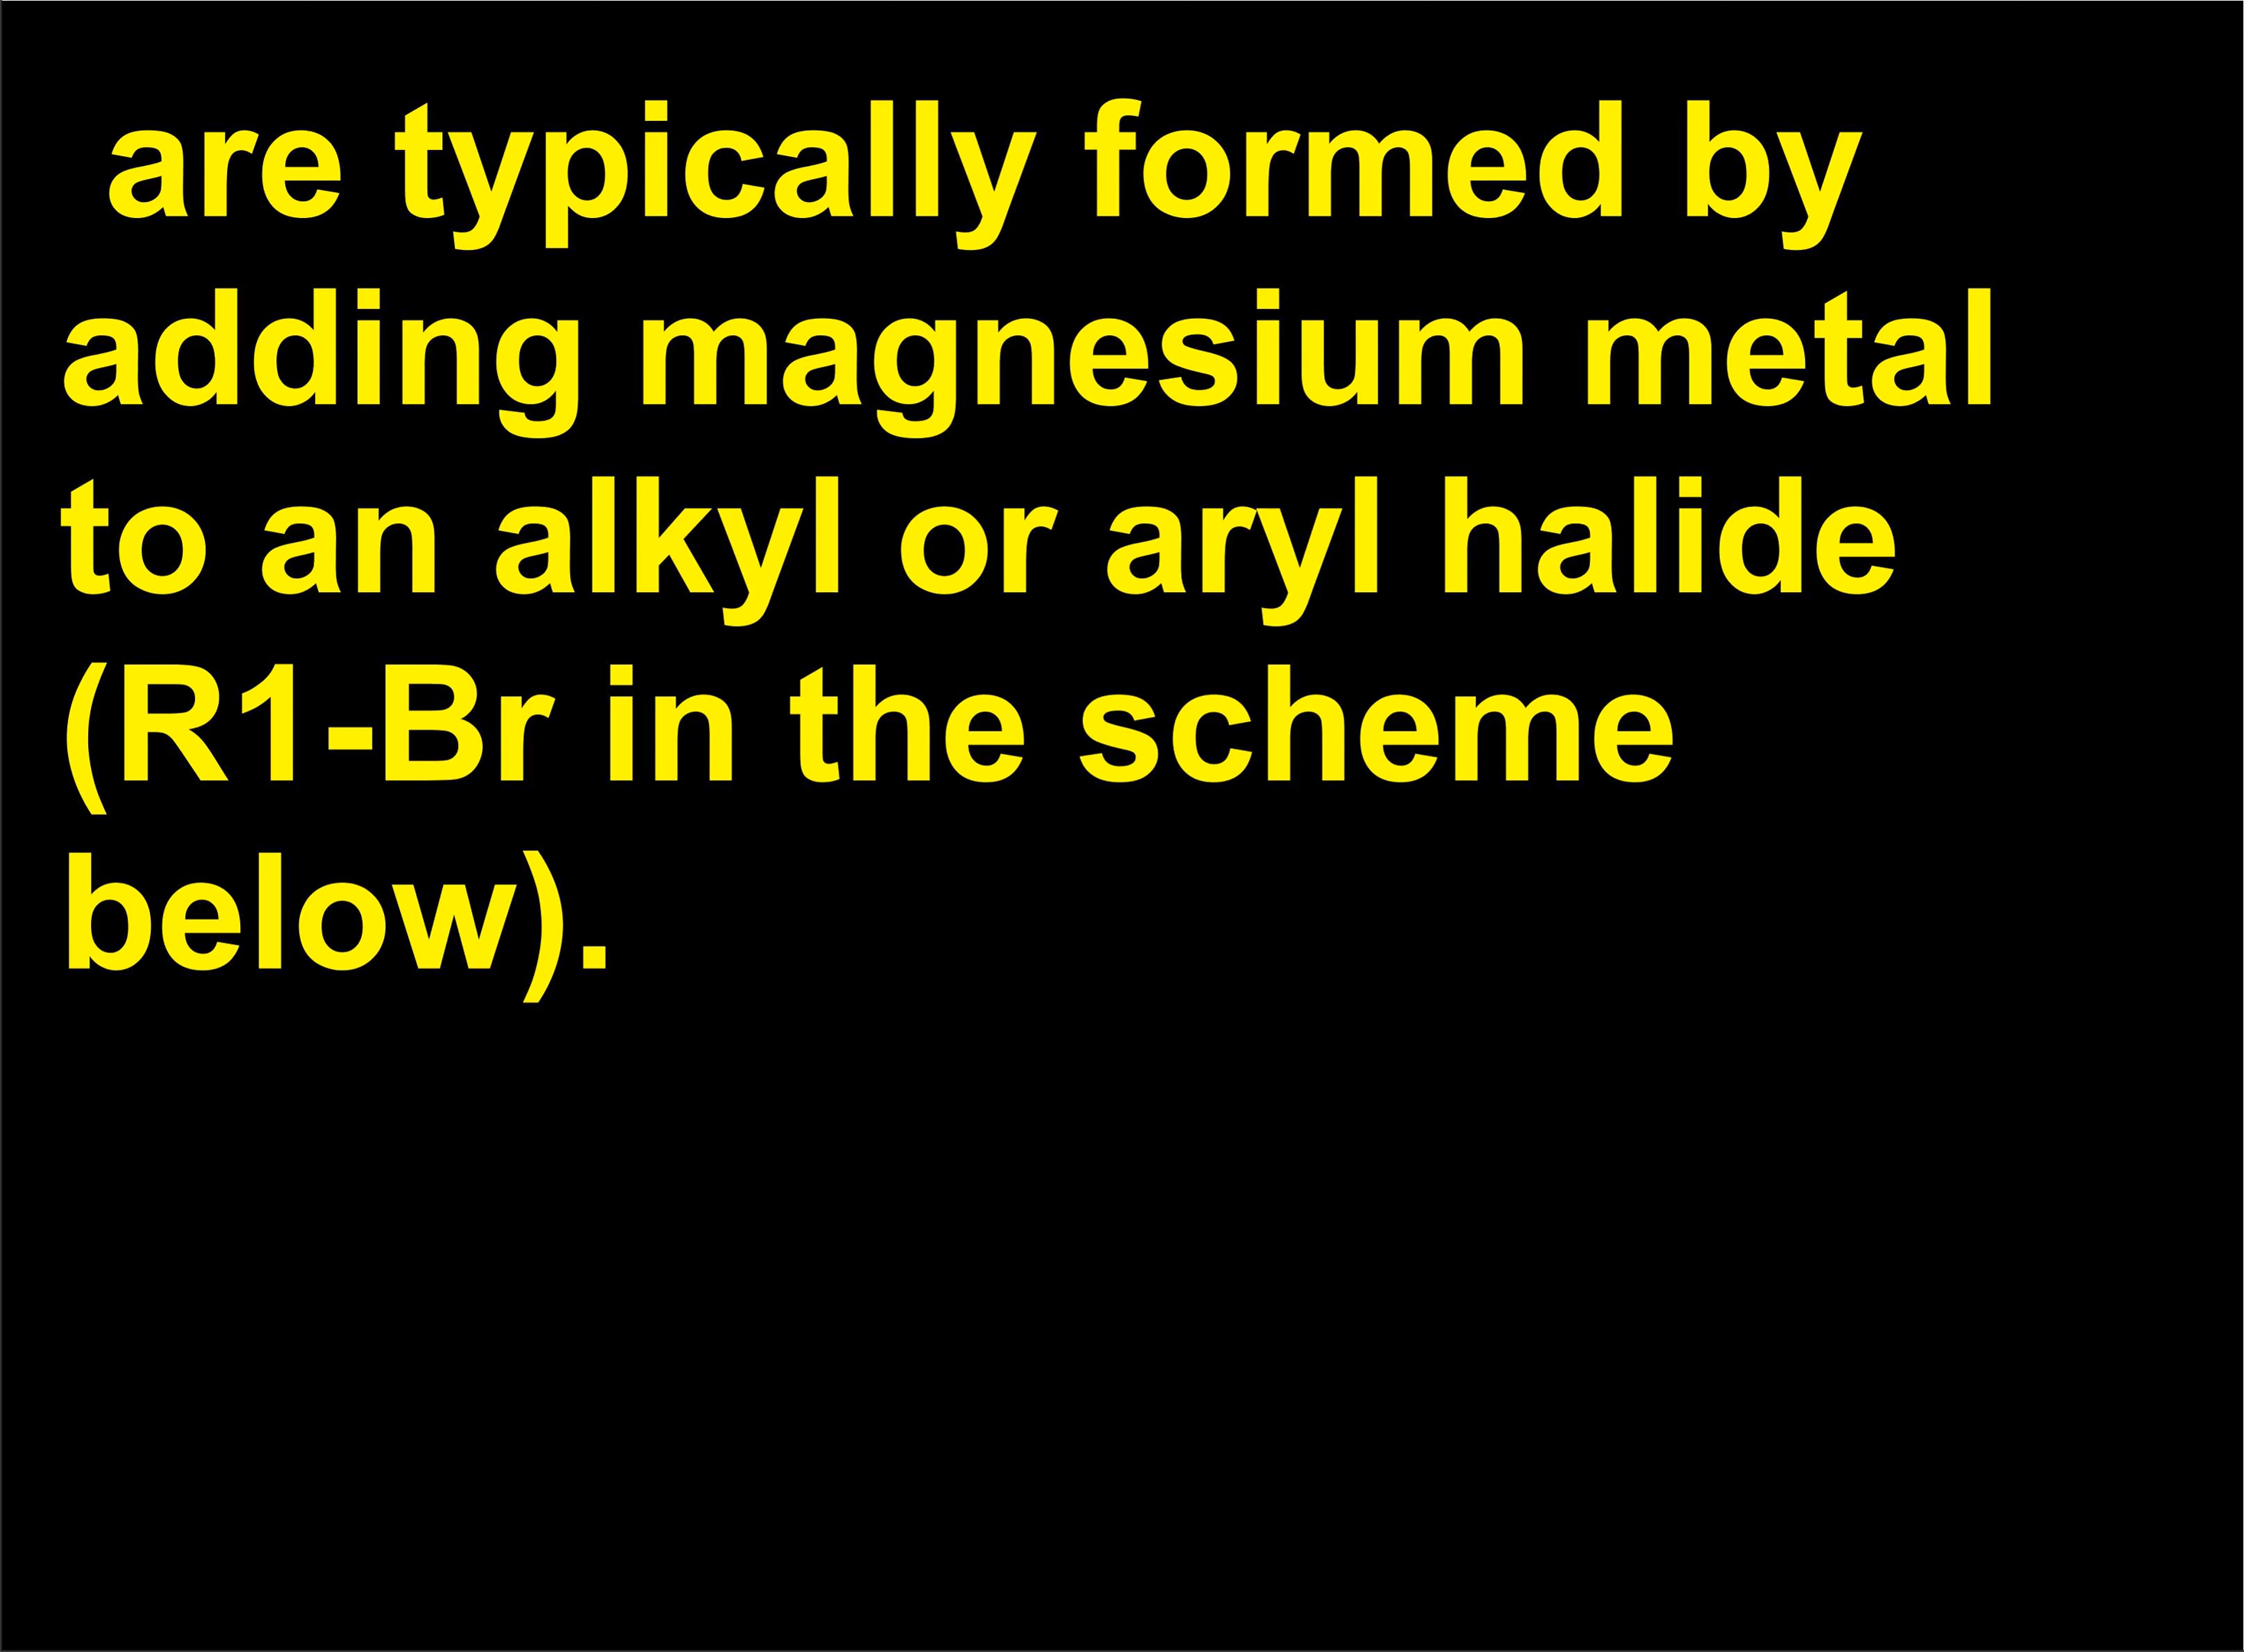 are typically formed by
adding magnesium metal
to an alkyl or aryl halide
(R1-Br in the scheme
below).